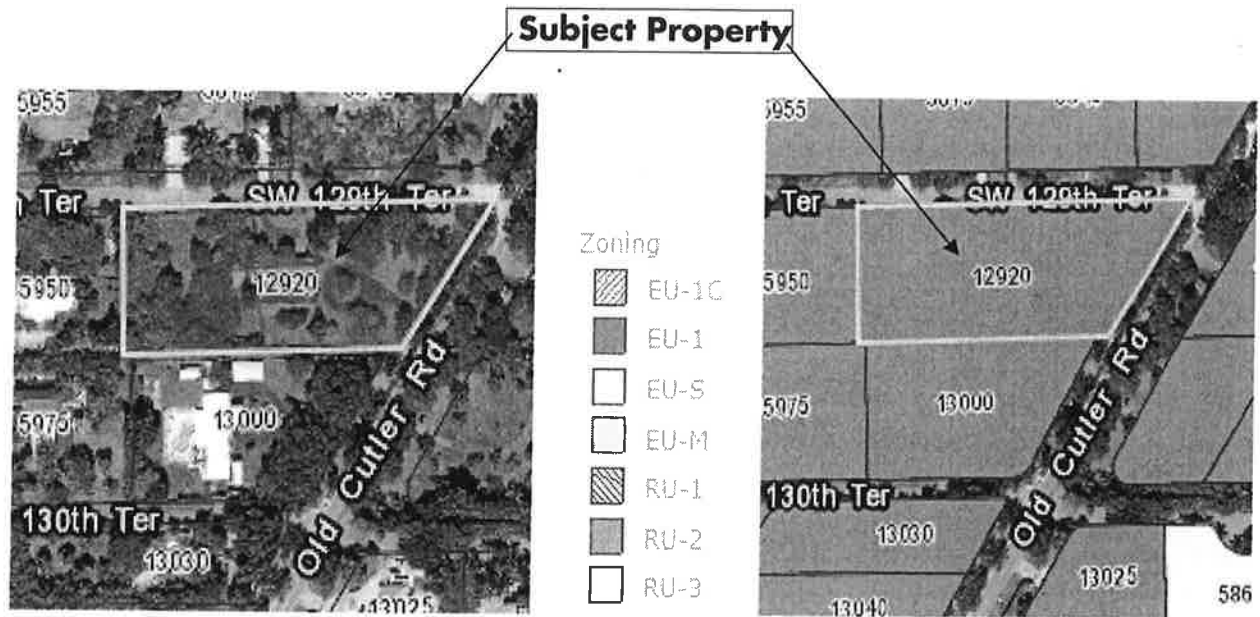 Subject Property
5955
SW 129th Ter
Ter
12920
5950
13000
5975
Old Cutler Rd
130th Ter
13030
13025
Zoning
EU-1C
EU-1
EU-S
EU-M
RU-1
RU-2
RU-3
5955
SW 129th Ter
Ter
12920
5950
13000
5975
Old Cutler Rd
130th Ter
13030
13025
13040
586